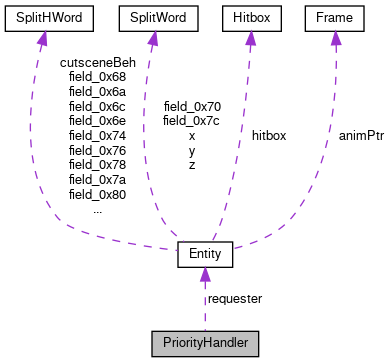 SplitHWord
SplitWord
Hitbox
Frame
cutsceneBeh
field_0x68
field_0x6a
field_0x6c
field_0x6e
field_0x74
field_0x76
field_0x78
field_0x7a
field_0x80
...
field_0x70
field_0x7c
x
y
z
hitbox
animPtr
Entity
requester
PriorityHandler